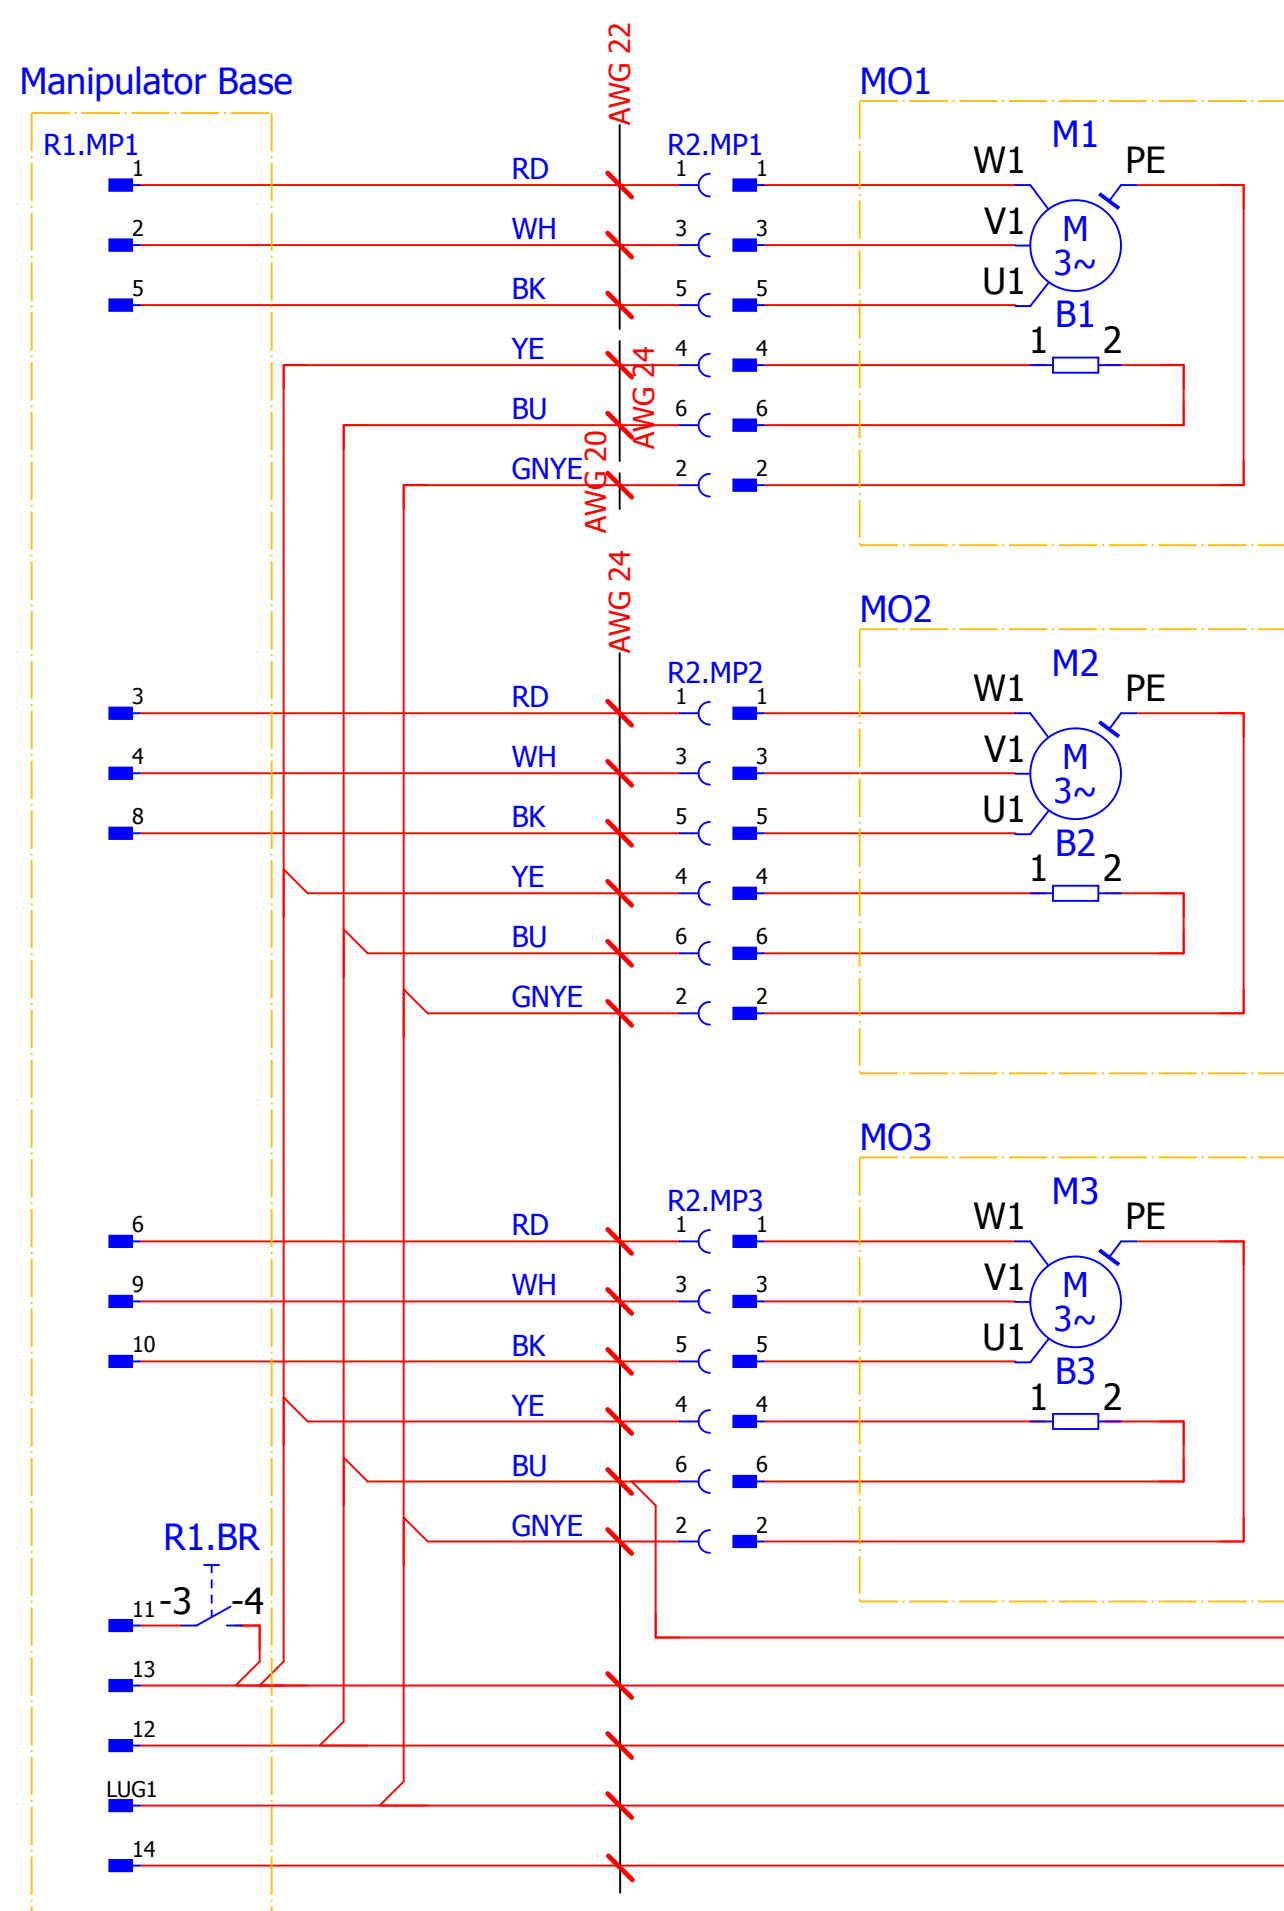 AWG 22
Manipulator Base
MO1
R1.MP1
R2.MP1
M1
W1 PE
1 RD 1 1
V1 M
2 WH 3 3
3~
U1
5 BK 5 5
B1
1 2
YE 4 4
AWG 24
BU 6 6
AWG 20
GNYE 2 2
AWG 24
MO2
R2.MP2
M2
W1 PE
3 RD 1 1
V1 M
4 WH 3 3
3~
U1
8 BK 5 5
B2
1 2
YE 4 4
BU 6 6
GNYE 2 2
MO3
R2.MP3
M3
W1 PE
6 RD 1 1
V1 M
9 WH 3 3
3~
U1
10 BK 5 5
B3
1 2
YE 4 4
BU 6 6
GNYE 2 2
R1.BR
11 -3 -4
13
12
LUG1
14